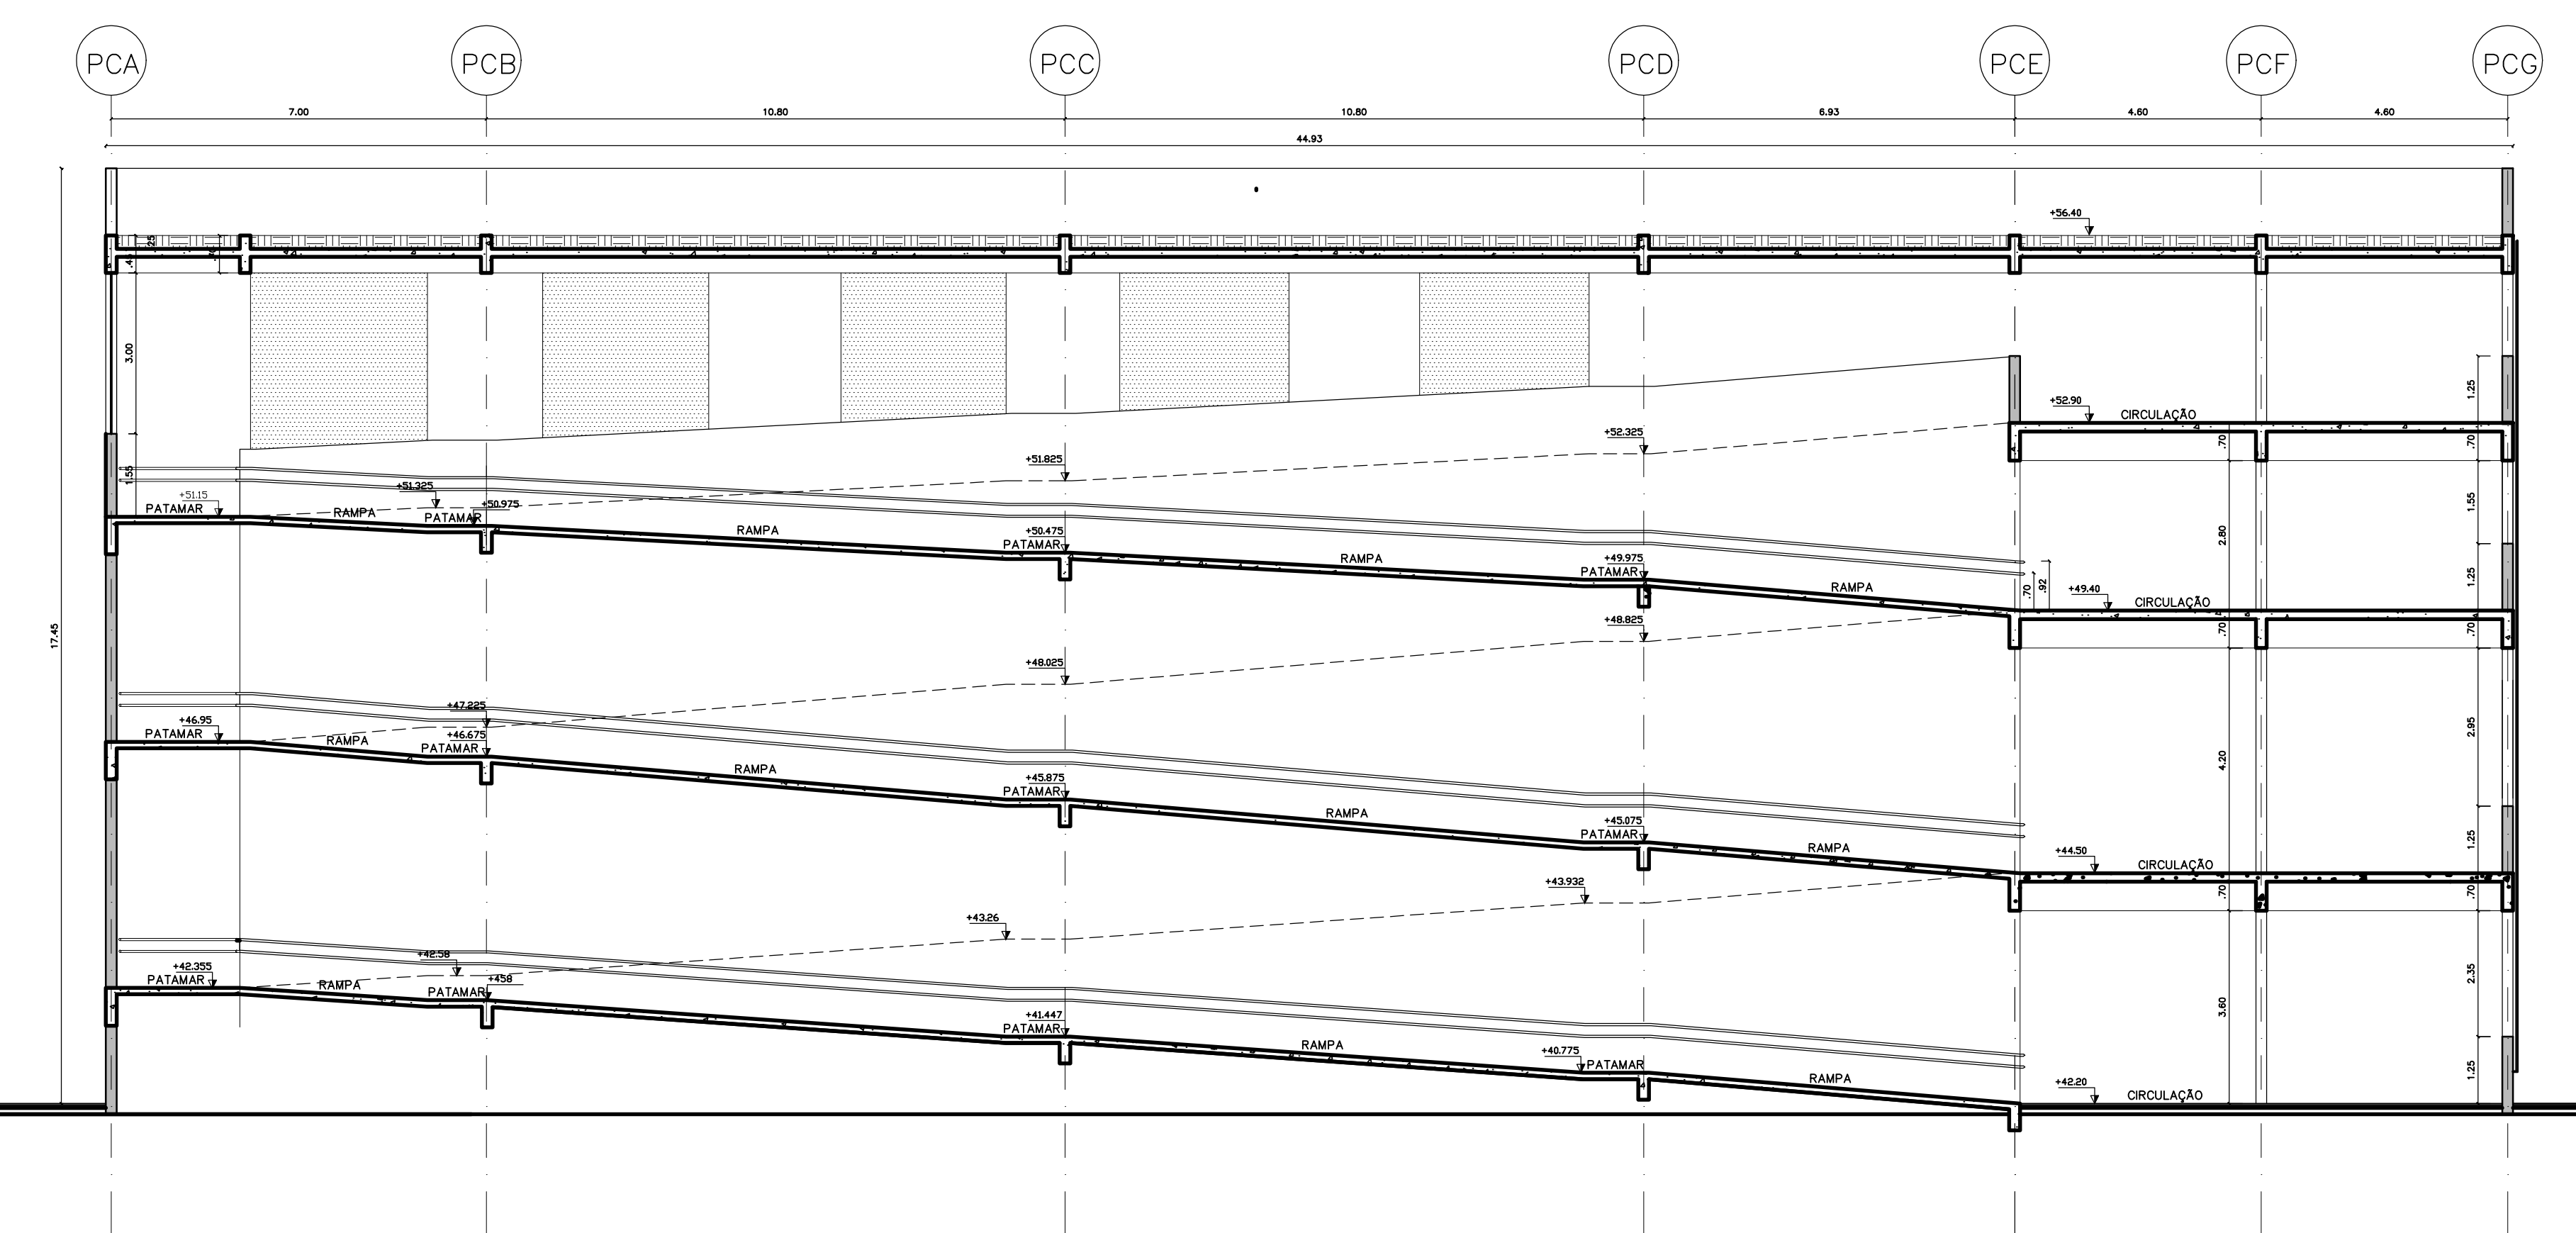 PCA
PCB
PCC
PCD
PCE
PCF
PCG
7.00
10.80
10.80
6.93
4.60
4.60
44.93
+56.40
.25
.45
3.00
1.25
+52.90
CIRCULAÇÃO
.70
.70
+52.325
+51.825
1.55
+51.325
+51.15
PATAMAR
RAMPA
PATAMAR
+50.975
RAMPA
+50.475
PATAMAR
RAMPA
+49.975
PATAMAR
RAMPA
2.80
1.55
1.25
.70
.92
+49.40
CIRCULAÇÃO
.70
.70
+48.825
+48.025
17.45
+47.225
+46.95
PATAMAR
RAMPA
+46.675
PATAMAR
RAMPA
+45.875
PATAMAR
RAMPA
+45.075
PATAMAR
RAMPA
4.20
2.95
1.25
+44.50
CIRCULAÇÃO
.70
.70
+43.932
+43.26
+42.58
+42.355
PATAMAR
RAMPA
PATAMAR
+458
+41.447
PATAMAR
RAMPA
+40.775
PATAMAR
RAMPA
3.60
2.35
1.25
+42.20
CIRCULAÇÃO